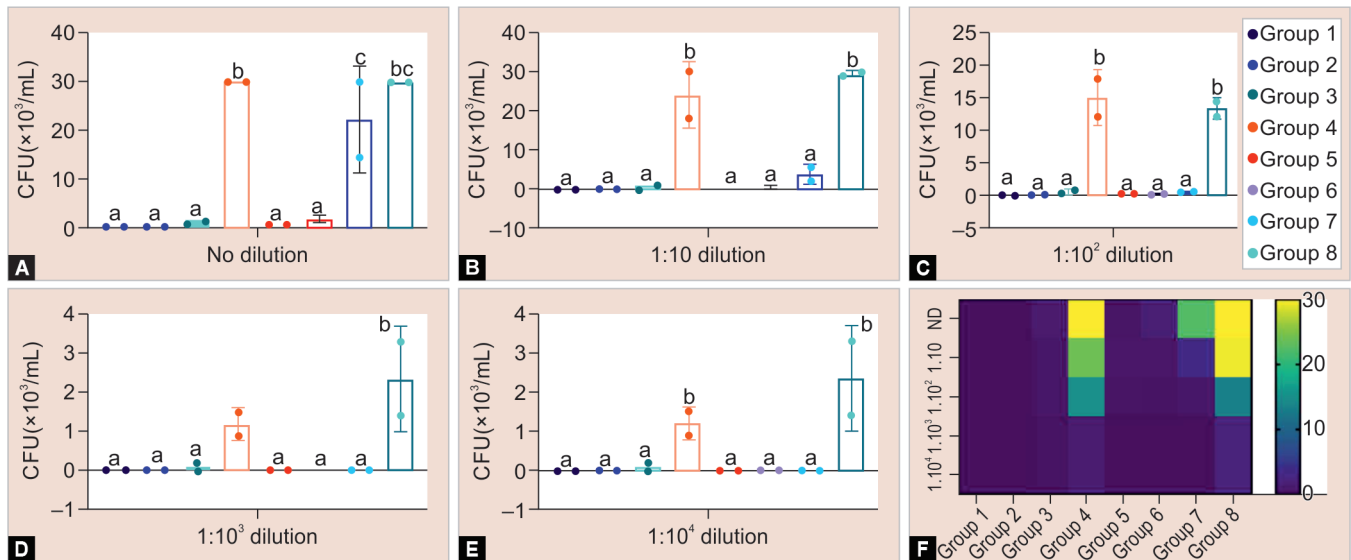 40
30
20
10
0
CFU(×10³/mL)
a a a b a a c bc
No dilution
A
40
30
20
10
0
–10
CFU(×10³/mL)
a a a b a a a b
1:10 dilution
B
25
20
15
10
5
0
–5
CFU(×10³/mL)
a a a b a a a b
1:10² dilution
C
Group 1
Group 2
Group 3
Group 4
Group 5
Group 6
Group 7
Group 8
4
3
2
1
0
–1
CFU(×10³/mL)
a a a a a a b
1:10³ dilution
D
4
3
2
1
0
–1
CFU(×10³/mL)
a a a b a a a b
1:10⁴ dilution
E
ND
1.10
1.10²
1.10³
1.10⁴
Group 1
Group 2
Group 3
Group 4
Group 5
Group 6
Group 7
Group 8
30
20
10
0
F